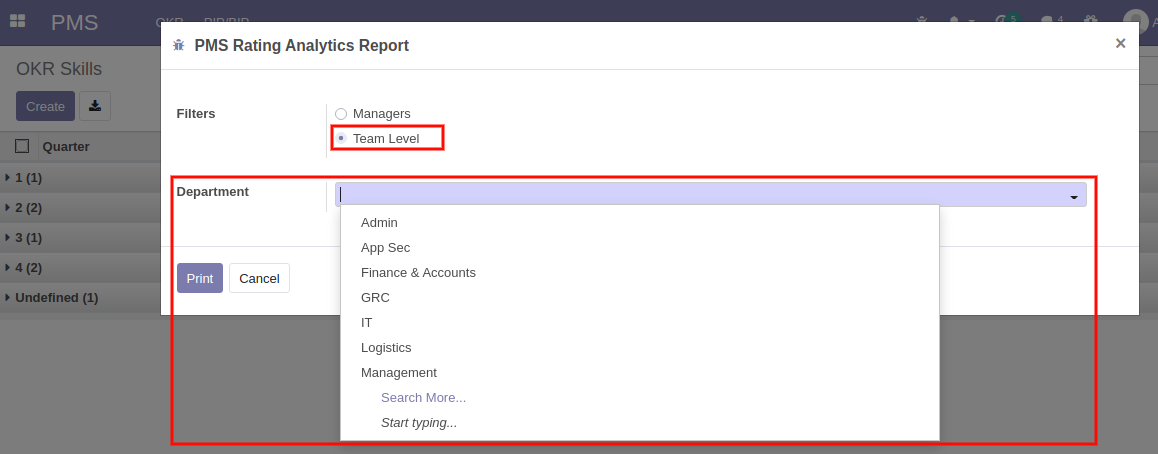 PMS OKR PIP/BIP 5 4
PMS Rating Analytics Report ×
OKR Skills
Create
Filters
Managers
Team Level
Quarter
1 (1)
2 (2)
3 (1)
4 (2)
Undefined (1)
Department
Admin
App Sec
Finance & Accounts
GRC
IT
Logistics
Management
Search More...
Start typing...
Print Cancel